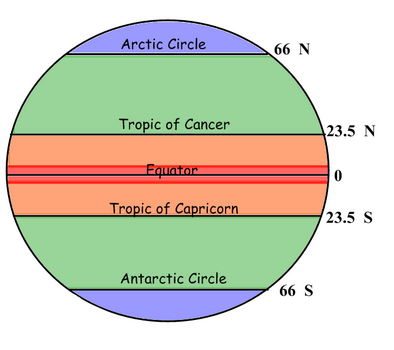 Arctic Circle
66 N
Tropic of Cancer
23.5 N
Equator
0
Tropic of Capricorn
23.5 S
Antarctic Circle
66 S